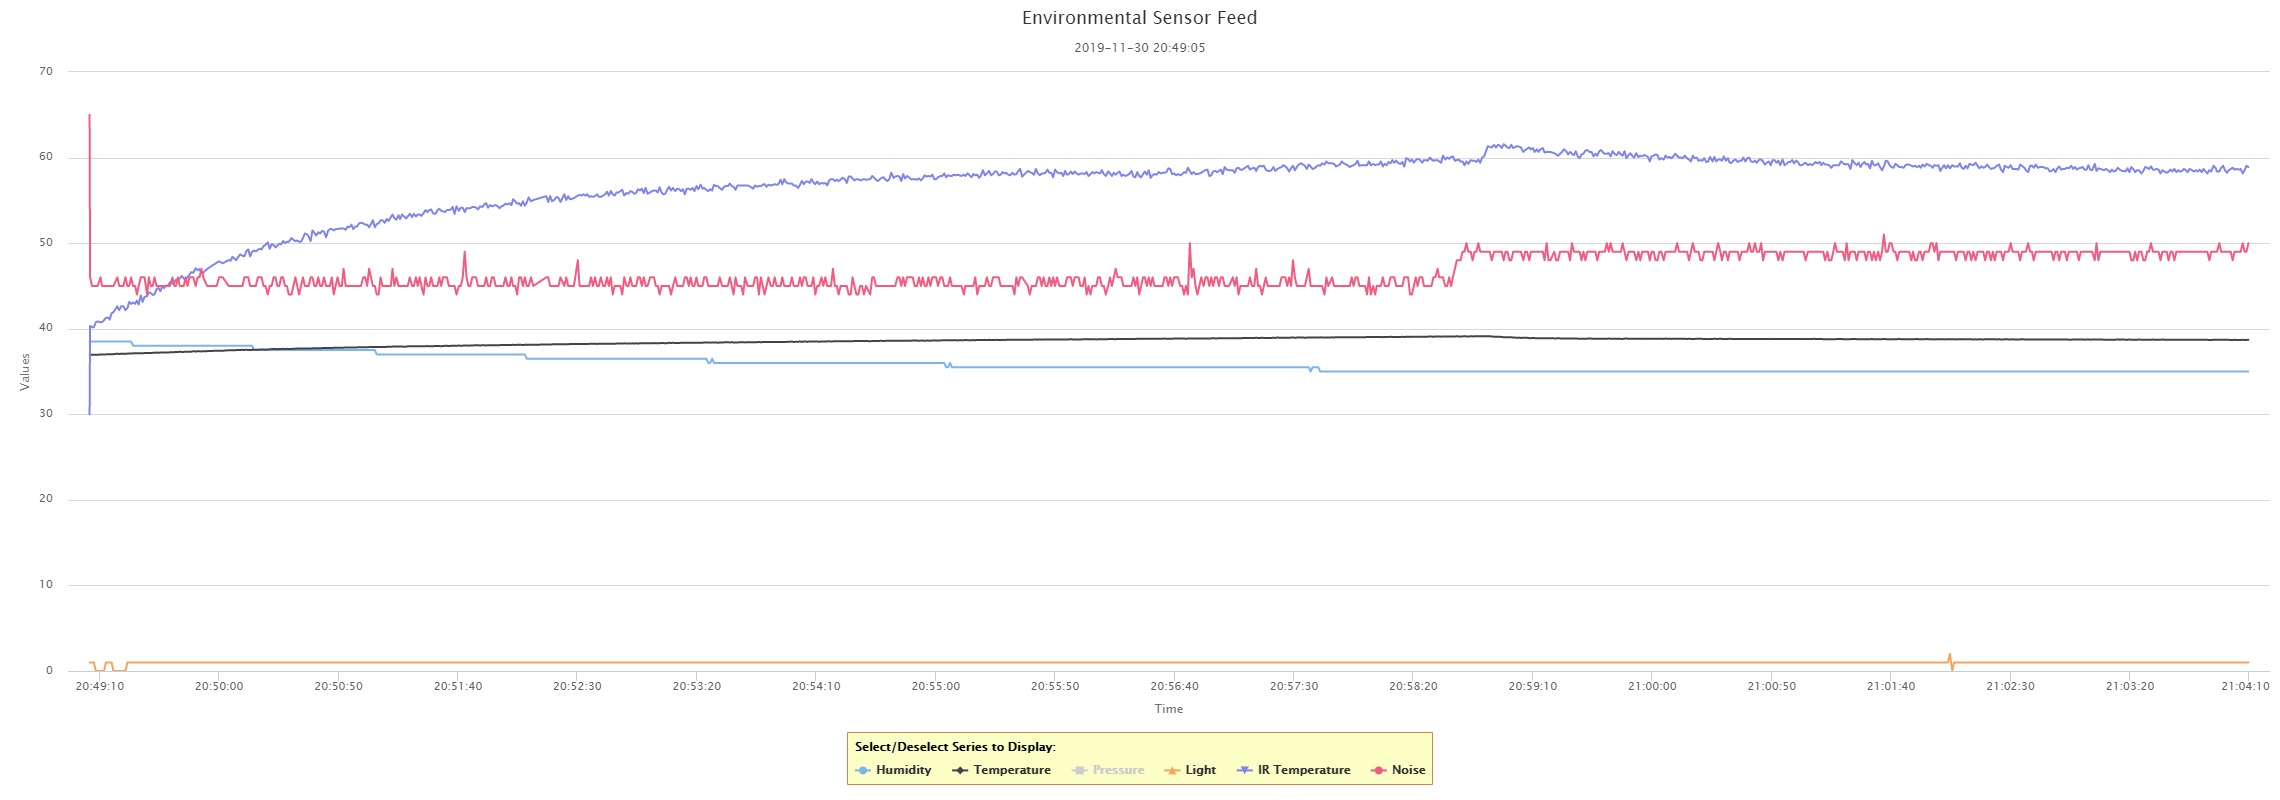 Environmental Sensor Feed
2019-11-30 20:49:05
70
60
50
40
30
20
10
0
Values
20:49:10 20:50:00 20:50:50 20:51:40 20:52:30 20:53:20 20:54:10 20:55:00 20:55:50 20:56:40 20:57:30 20:58:20 20:59:10 21:00:00 21:00:50 21:01:40 21:02:30 21:03:20 21:04:10
Time
Select/Deselect Series to Display:
Humidity Temperature Pressure Light IR Temperature Noise